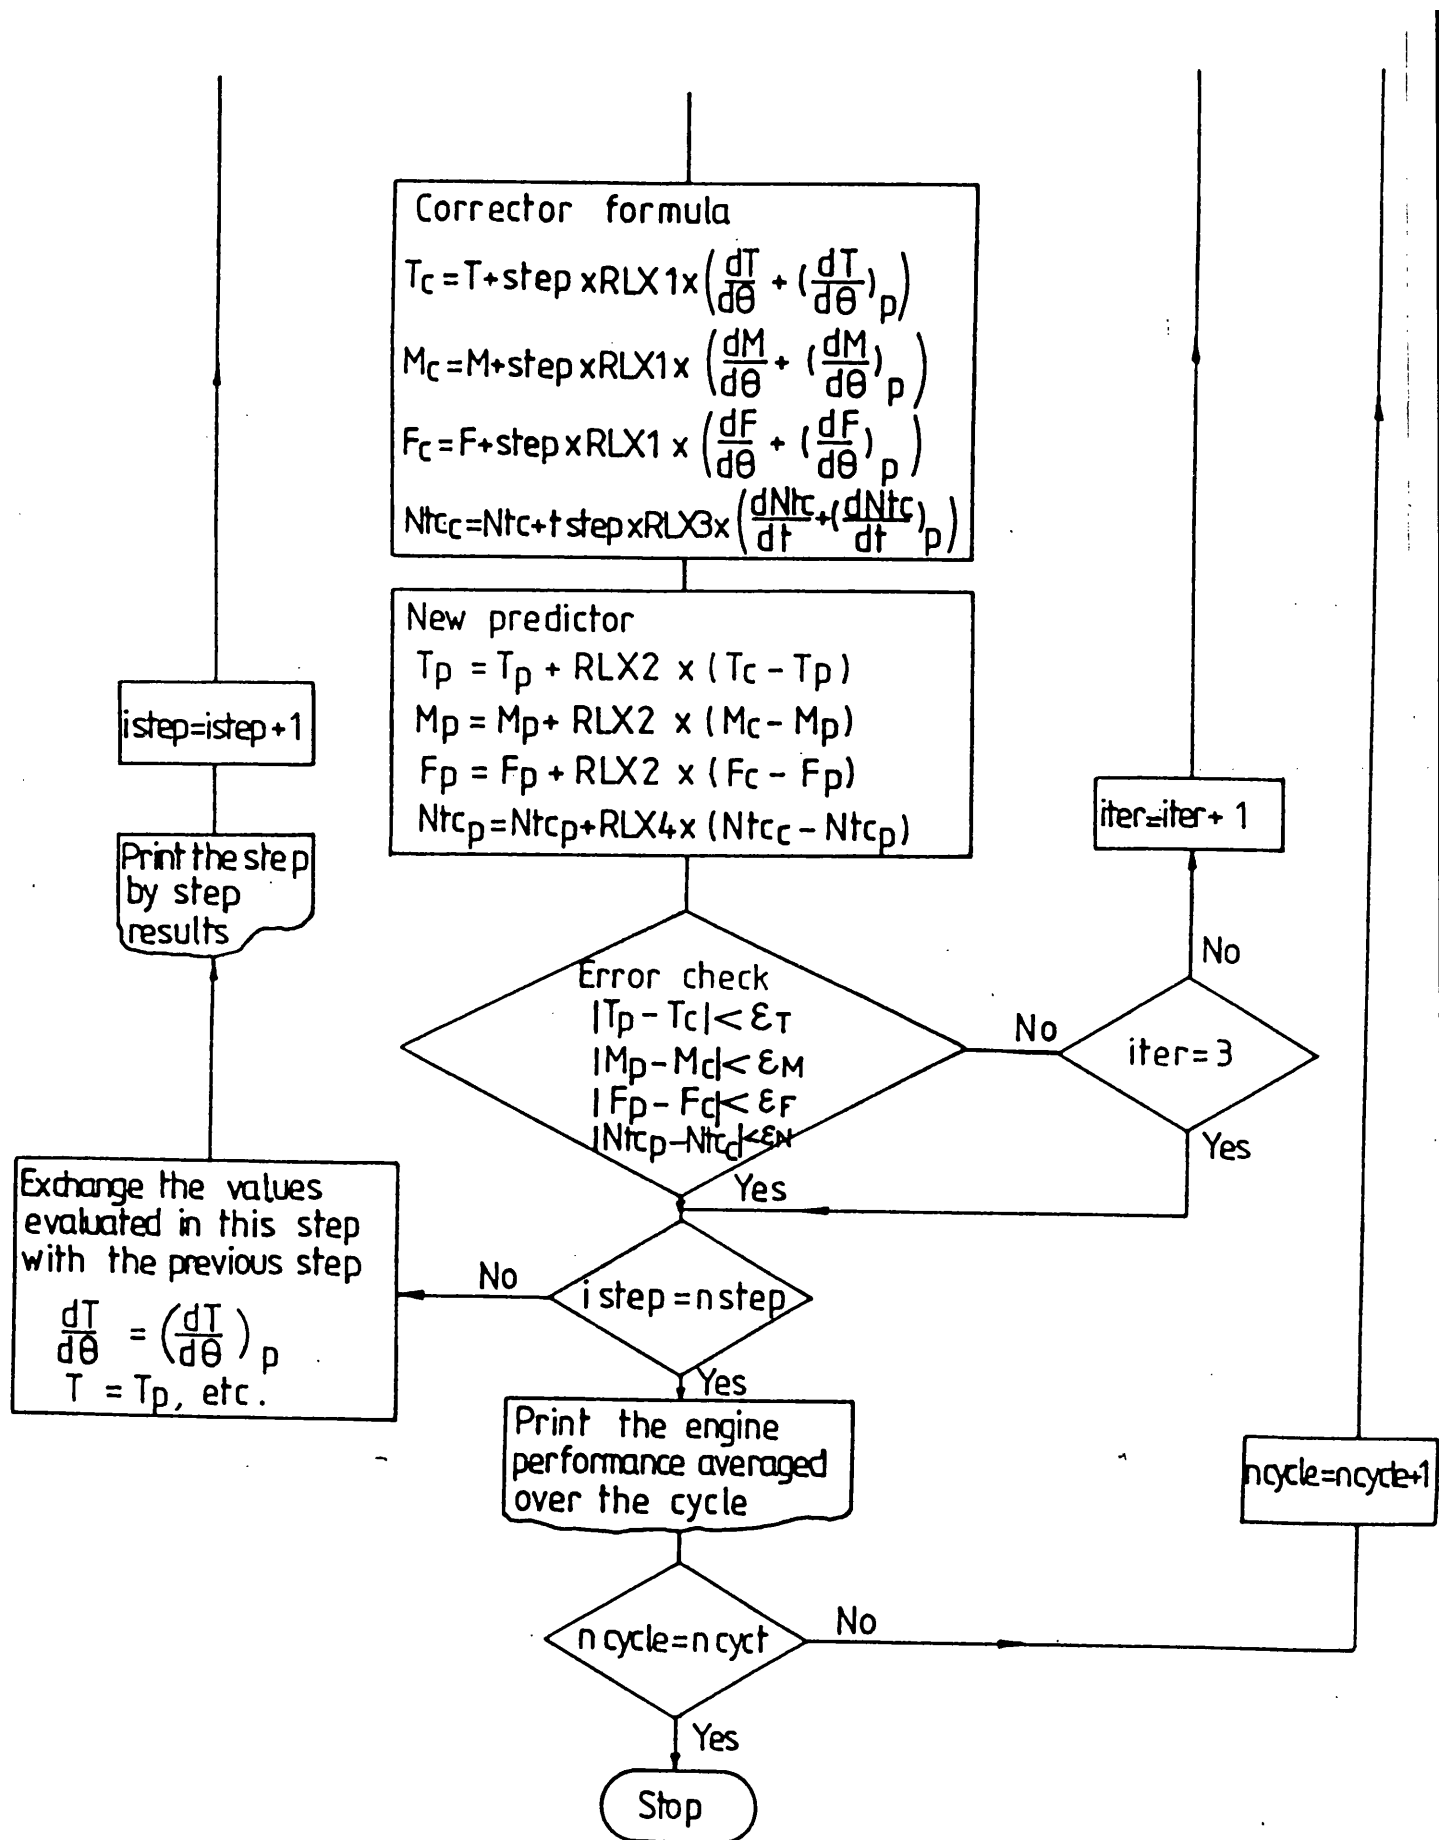 Corrector formula
Tc = T+step xRLX1x(dT/dθ + (dT/dθ)p)
Mc = M+step xRLX1x (dM/dθ + (dM/dθ)p)
Fc = F+step xRLX1 x (dF/dθ + (dF/dθ)p)
Ntcc = Ntc+t step xRLX3x(dNtc/dt + (dNtc/dt)p)
New predictor
Tp = Tp + RLX2 x (Tc - Tp)
Mp = Mp + RLX2 x (Mc - Mp)
Fp = Fp + RLX2 x (Fc - Fp)
Ntcp = Ntcp + RLX4 x (Ntcc - Ntcp)
istep=istep+1
Print the step
by step
results
iter=iter+ 1
No
Error check
|Tp - Tc| < εT
|Mp - Mc| < εM
|Fp - Fc| < εF
|Ntcp - Ntcc| < εN
No
iter=3
Yes
Yes
Exchange the values
evaluated in this step
with the previous step
dT/dθ = (dT/dθ)p
T = Tp, etc.
No
i step = n step
Yes
Print the engine
performance averaged
over the cycle
ncycle=ncycle+1
n cycle = n cyct
No
Yes
Stop